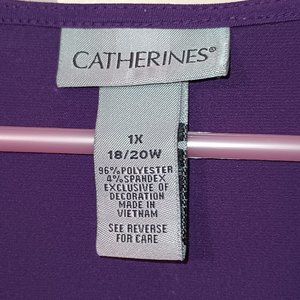 CATHERINES®
1X
18/20W
96% POLYESTER
4% SPANDEX
EXCLUSIVE OF
DECORATION
MADE IN
VIETNAM
SEE REVERSE
FOR CARE